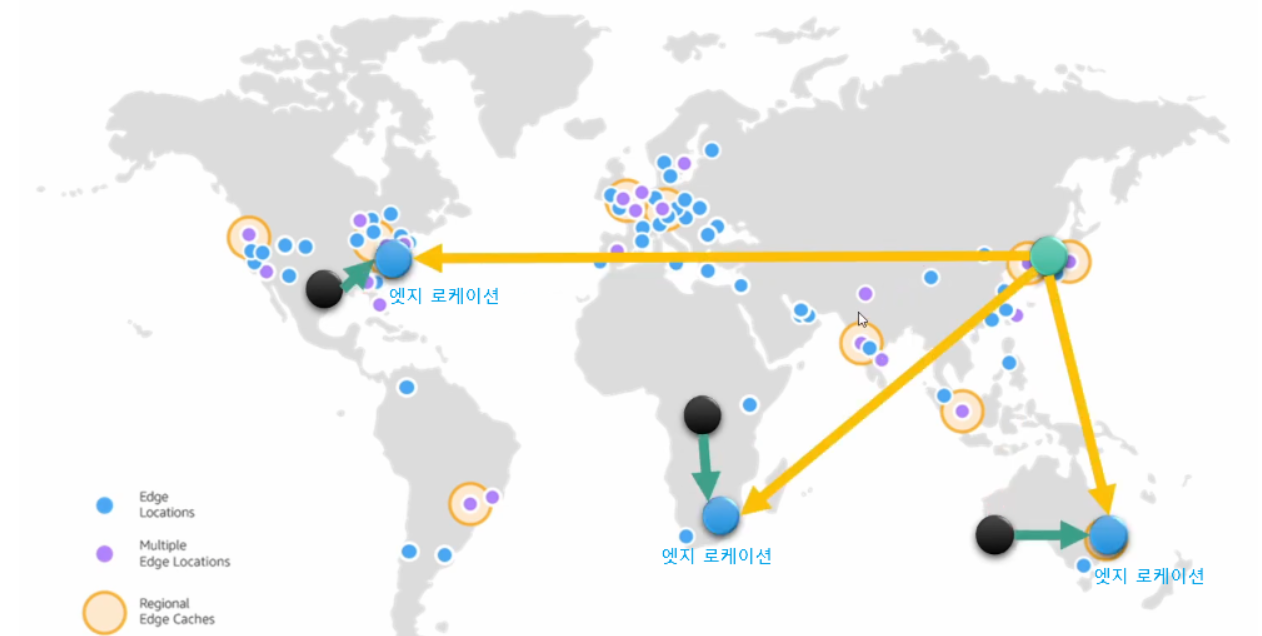 엣지 로케이션
엣지 로케이션
엣지 로케이션
Edge
Locations
Multiple
Edge Locations
Regional
Edge Caches